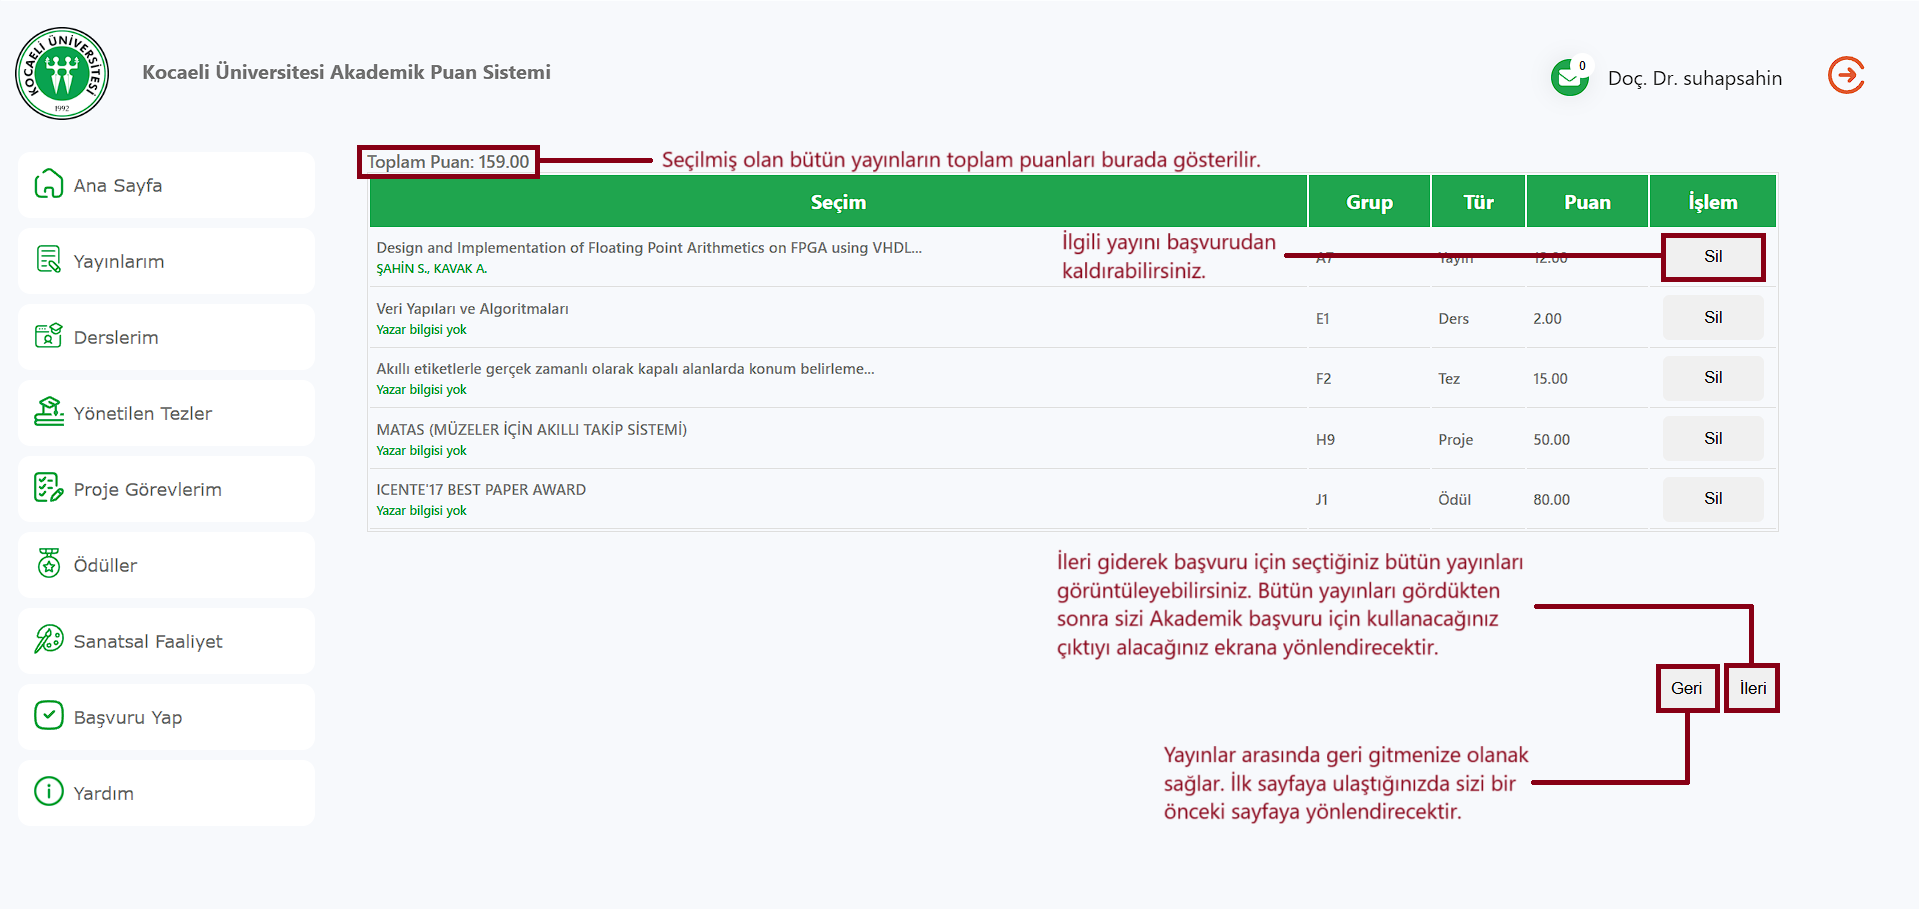 KOCAELİ ÜNİVERSİTESİ
1992
Kocaeli Üniversitesi Akademik Puan Sistemi
0
Doç. Dr. suhapsahin
Ana Sayfa
Yayınlarım
Derslerim
Yönetilen Tezler
Proje Görevlerim
Ödüller
Sanatsal Faaliyet
Başvuru Yap
Yardım
Toplam Puan: 159.00
Seçilmiş olan bütün yayınların toplam puanları burada gösterilir.
Seçim Grup Tür Puan İşlem
Design and Implementation of Floating Point Arithmetics on FPGA using VHDL...
ŞAHİN S., KAVAK A.
A7 Yayın 12.00 Sil
İlgili yayını başvurudan
kaldırabilirsiniz.
Veri Yapıları ve Algoritmaları
Yazar bilgisi yok
E1 Ders 2.00 Sil
Akıllı etiketlerle gerçek zamanlı olarak kapalı alanlarda konum belirleme...
Yazar bilgisi yok
F2 Tez 15.00 Sil
MATAS (MÜZELER İÇİN AKILLI TAKİP SİSTEMİ)
Yazar bilgisi yok
H9 Proje 50.00 Sil
ICENTE'17 BEST PAPER AWARD
Yazar bilgisi yok
J1 Ödül 80.00 Sil
İleri giderek başvuru için seçtiğiniz bütün yayınları
görüntüleyebilirsiniz. Bütün yayınları gördükten
sonra sizi Akademik başvuru için kullanacağınız
çıktıyı alacağınız ekrana yönlendirecektir.
Geri İleri
Yayınlar arasında geri gitmenize olanak
sağlar. İlk sayfaya ulaştığınızda sizi bir
önceki sayfaya yönlendirecektir.